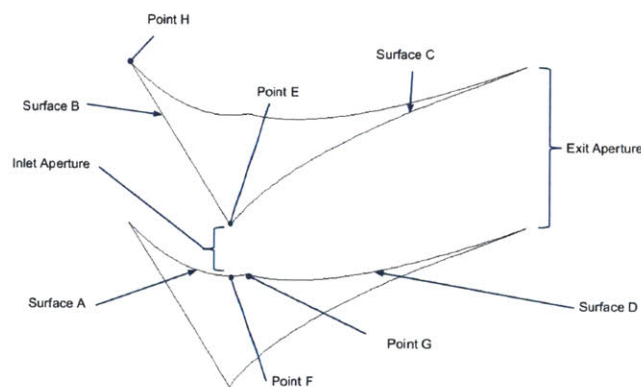 Point H
Surface C
Point E
Surface B
Inlet Aperture
Exit Aperture
Surface A
Surface D
Point G
Point F